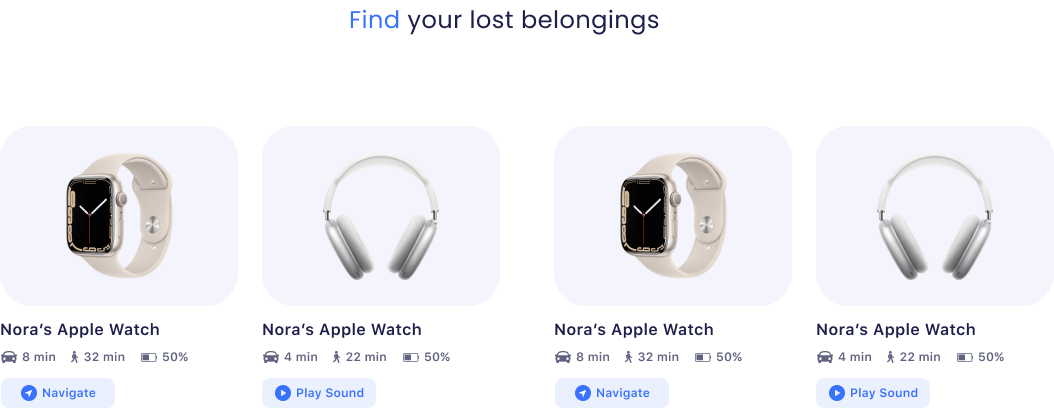 Find your lost belongings
Nora’s Apple Watch
8 min 32 min 50%
Navigate
Nora’s Apple Watch
4 min 22 min 50%
Play Sound
Nora’s Apple Watch
8 min 32 min 50%
Navigate
Nora’s Apple Watch
4 min 22 min 50%
Play Sound